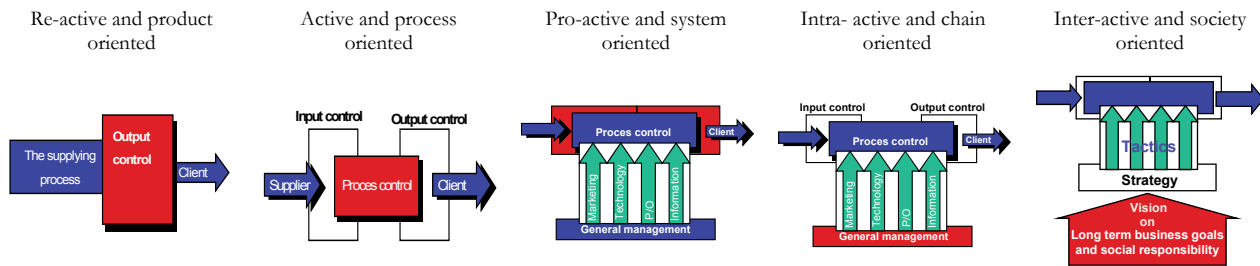 Re-active and product
oriented
Output
control
The supplying
process
Client
Active and process
oriented
Input control
Output control
Supplier
Proces control
Client
Pro-active and system
oriented
Proces control
Client
Marketing
Technology
P/O
Information
General management
Intra- active and chain
oriented
Input control
Output control
Proces control
Client
Marketing
Technology
P/O
Information
General management
Inter-active and society
oriented
Tactics
Strategy
Vision
on
Long term business goals
and social responsibility